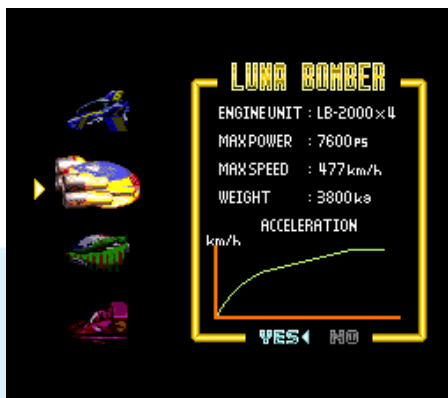 LUNA BOMBER
ENGINE UNIT : LB-2000×4
MAX POWER : 7600ps
MAX SPEED : 477km/h
WEIGHT : 3800kg
ACCELERATION
km/h
YES NO